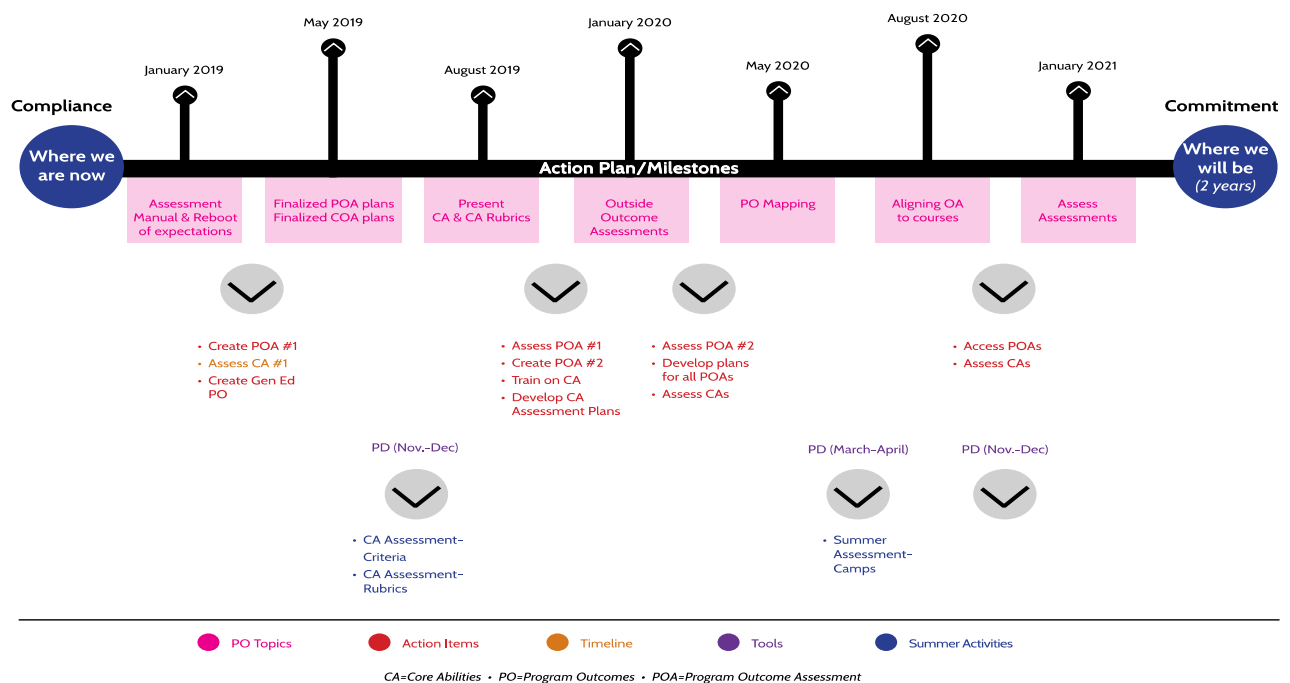 May 2019
January 2020
August 2020
January 2019
August 2019
May 2020
January 2021
Compliance
Commitment
Where we
are now
Action Plan/Milestones
Where we
will be
(2 years)
Assessment
Manual & Reboot
of expectations
Finalized POA plans
Finalized COA plans
Present
CA & CA Rubrics
Outside
Outcome
Assessments
PO Mapping
Aligning OA
to courses
Assess
Assessments
• Create POA #1
• Assess CA #1
• Create Gen Ed
PO
• Assess POA #1
• Create POA #2
• Train on CA
• Develop CA
Assessment Plans
• Assess POA #2
• Develop plans
for all POAs
• Assess CAs
• Access POAs
• Assess CAs
PD (Nov.–Dec)
PD (March–April)
PD (Nov.–Dec)
• CA Assessment–
Criteria
• CA Assessment–
Rubrics
• Summer
Assessment–
Camps
PO Topics
Action Items
Timeline
Tools
Summer Activities
CA=Core Abilities • PO=Program Outcomes • POA=Program Outcome Assessment